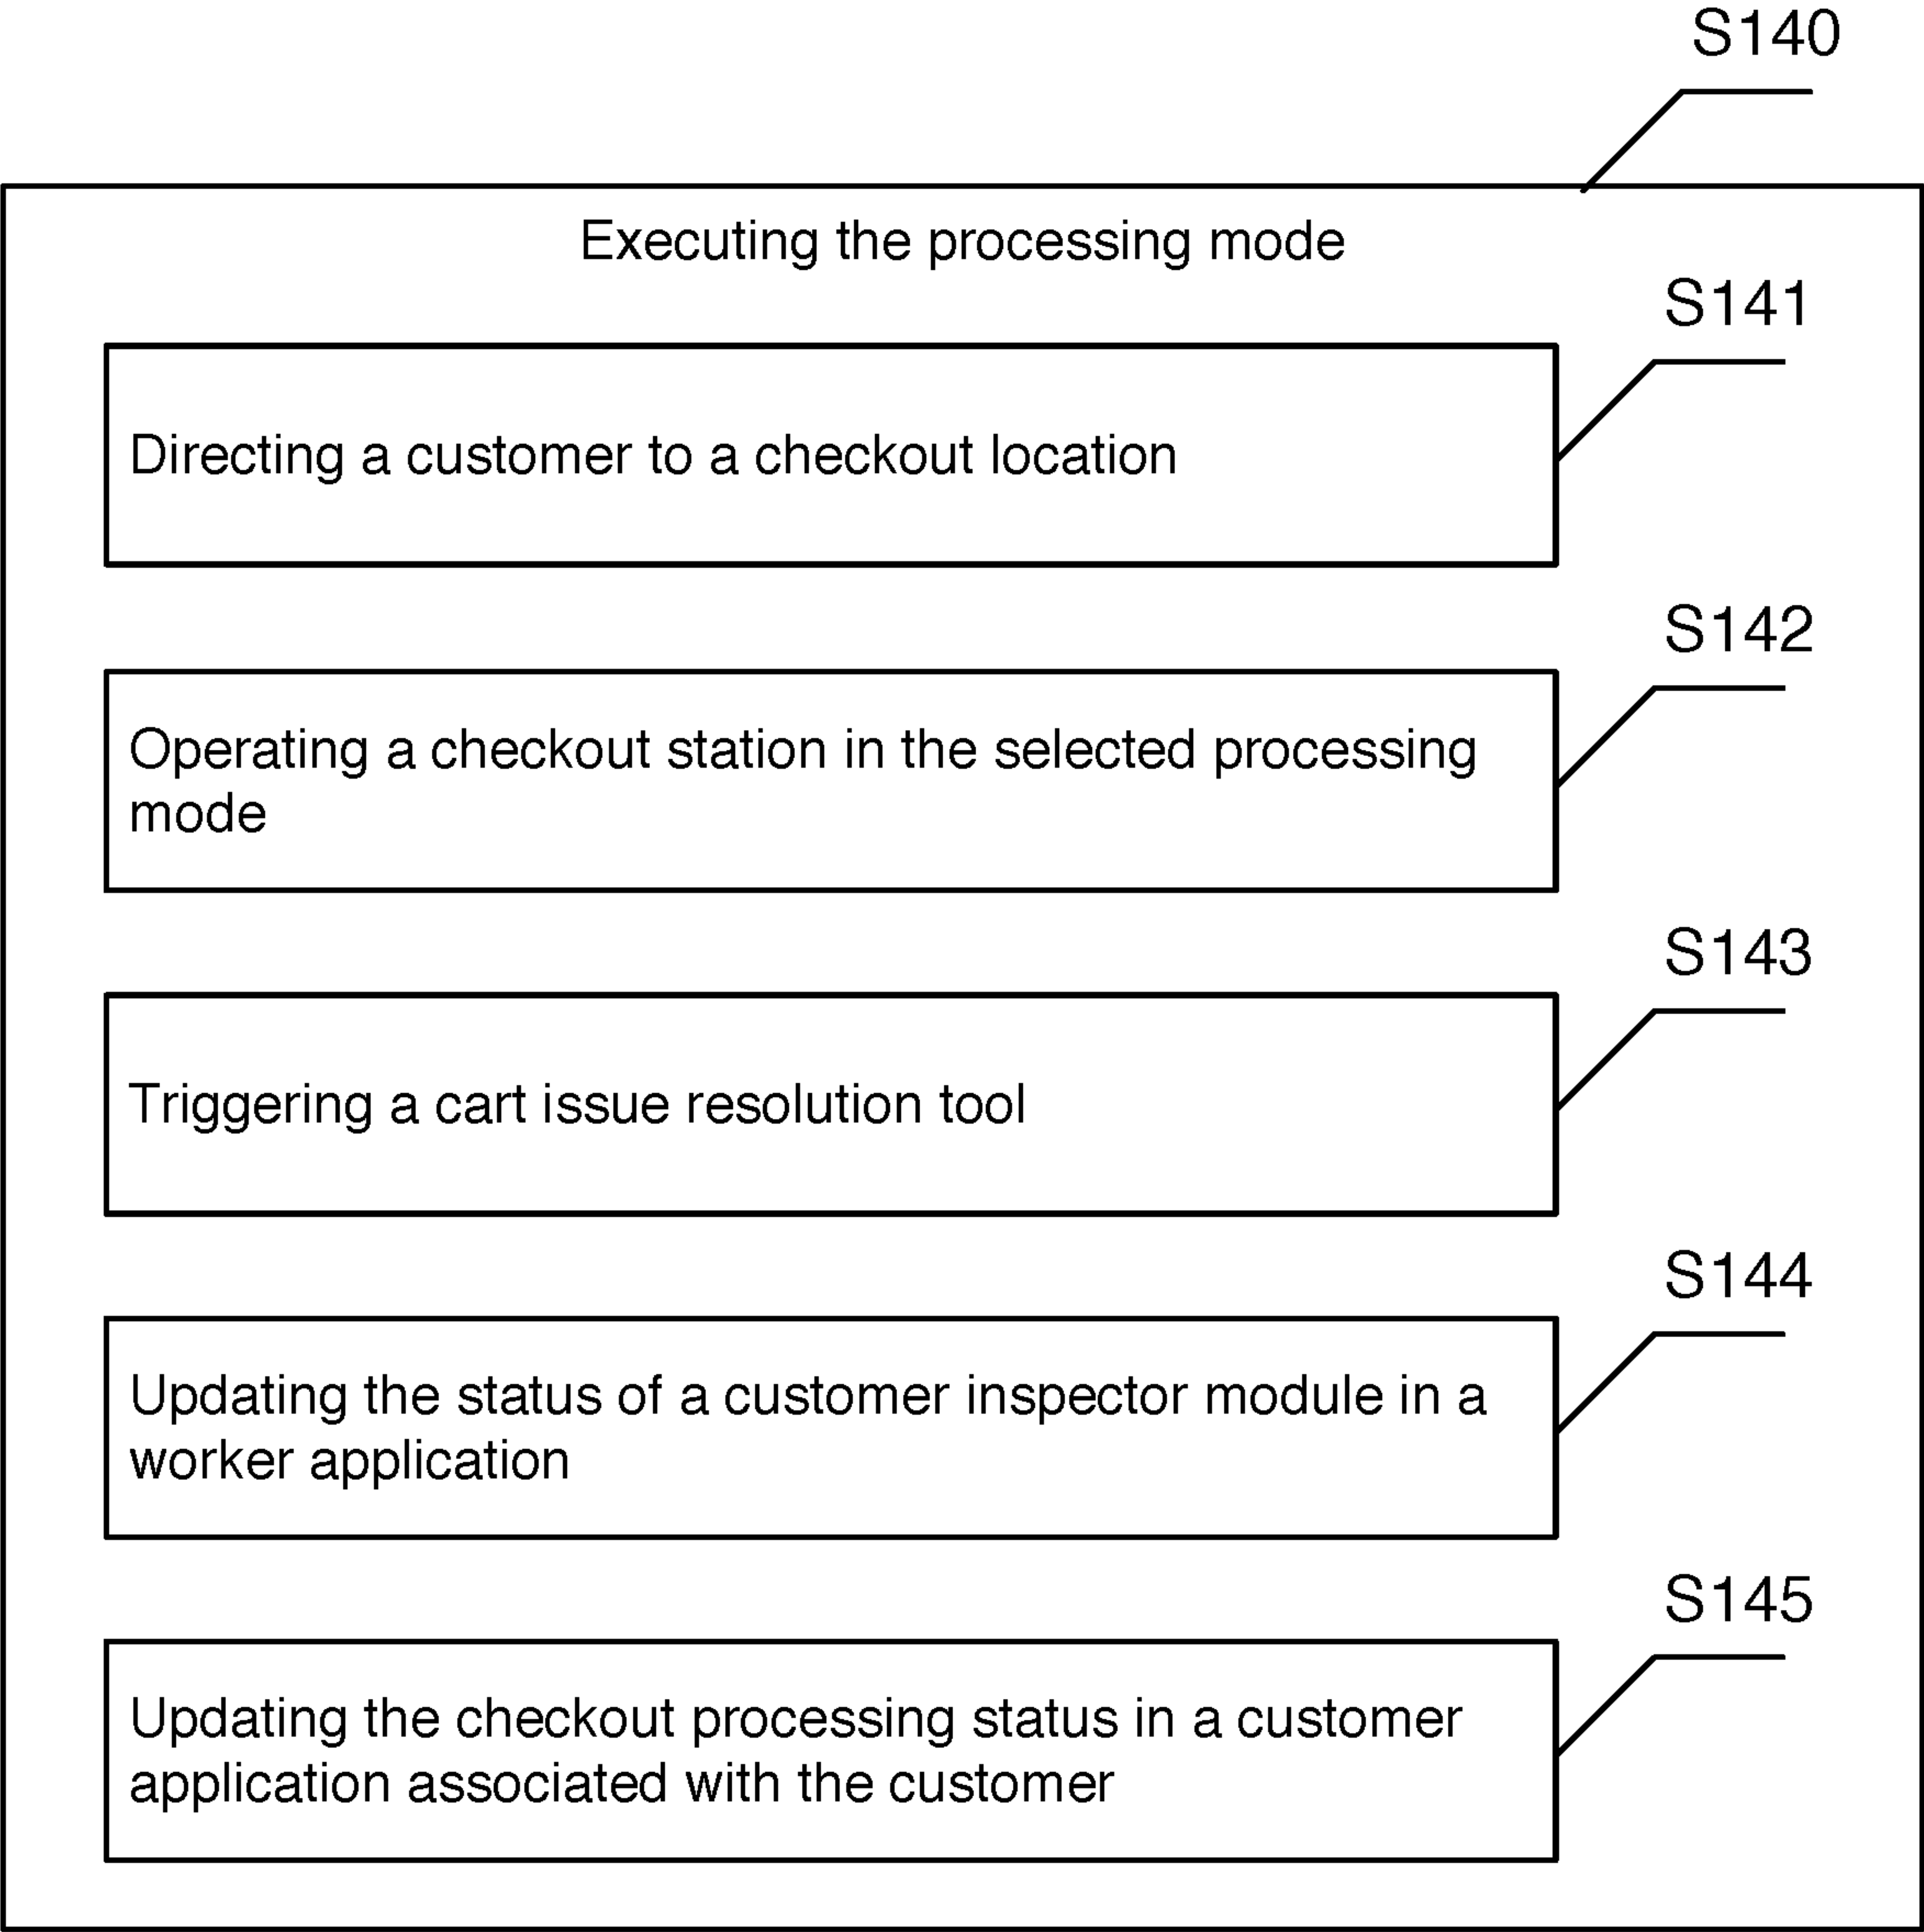 S140
Executing the processing mode
S141
Directing a customer to a checkout location
S142
Operating a checkout station in the selected processing
mode
S143
Triggering a cart issue resolution tool
S144
Updating the status of a customer inspector module in a
worker application
S145
Updating the checkout processing status in a customer
application associated with the customer